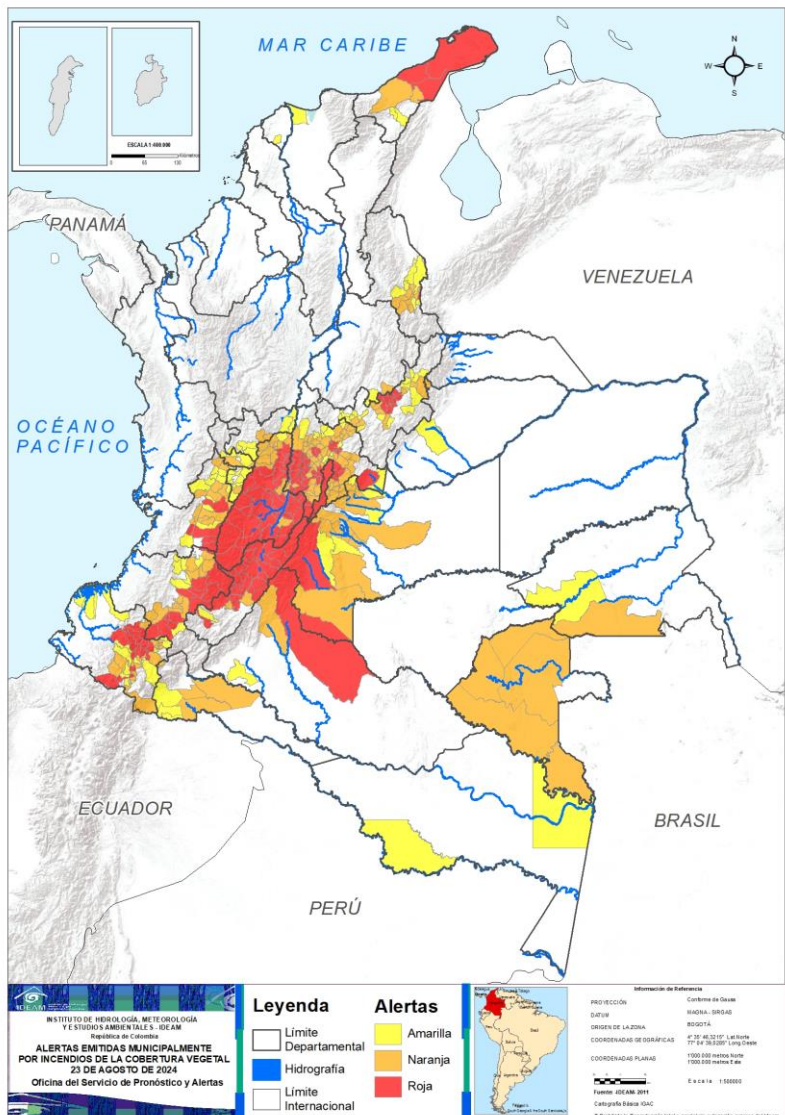 MAR CARIBE
N
W
E
S
ESCALA 1:400.000
PANAMÁ
VENEZUELA
OCÉANO
PACÍFICO
ECUADOR
BRASIL
PERÚ
IDEAM
INSTITUTO DE HIDROLOGÍA, METEOROLOGÍA
Y ESTUDIOS AMBIENTALES - IDEAM
República de Colombia
ALERTAS EMITIDAS MUNICIPALMENTE
POR INCENDIOS DE LA COBERTURA VEGETAL
23 DE AGOSTO DE 2024
Oficina del Servicio de Pronóstico y Alertas
Leyenda
Límite
Departamental
Hidrografía
Límite
Internacional
Alertas
Amarilla
Naranja
Roja
Información de Referencia
PROYECCIÓN Conforme de Gauss
DATUM MAGNA - SIRGAS
ORIGEN DE LA ZONA BOGOTÁ
COORDENADAS GEOGRÁFICAS
COORDENADAS PLANAS
Escala
Fuente: IDEAM- 2011
Cartografía Básica IGAC